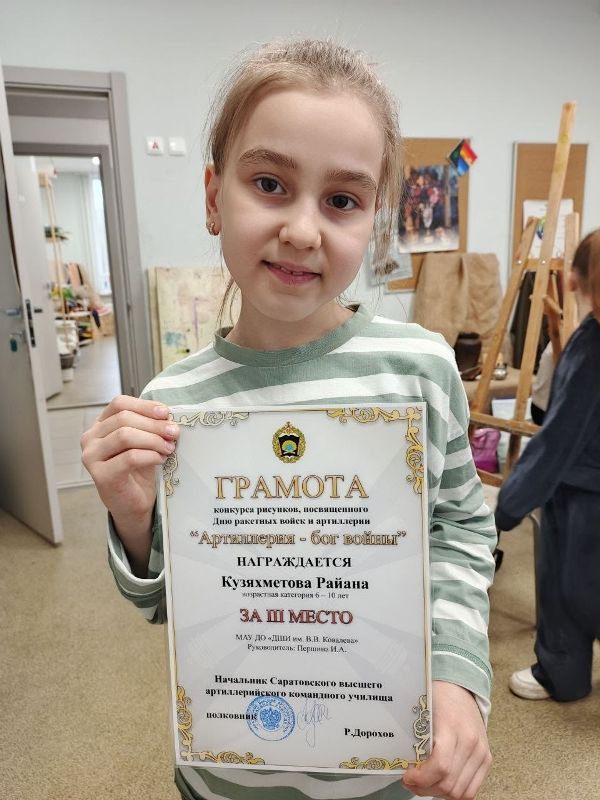 ГРАМОТА
конкурса рисунков, посвященного
Дню ракетных войск и артиллерии
“Артиллерия - бог войны”
НАГРАЖДАЕТСЯ
Кузяхметова Райана
возрастная категория 6 – 10 лет
ЗА III МЕСТО
МАУ ДО «ДШИ им. В.В. Ковалева»
Руководитель: Першина И.А.
Начальник Саратовского высшего
артиллерийского командного училища
полковник
Р.Дорохов